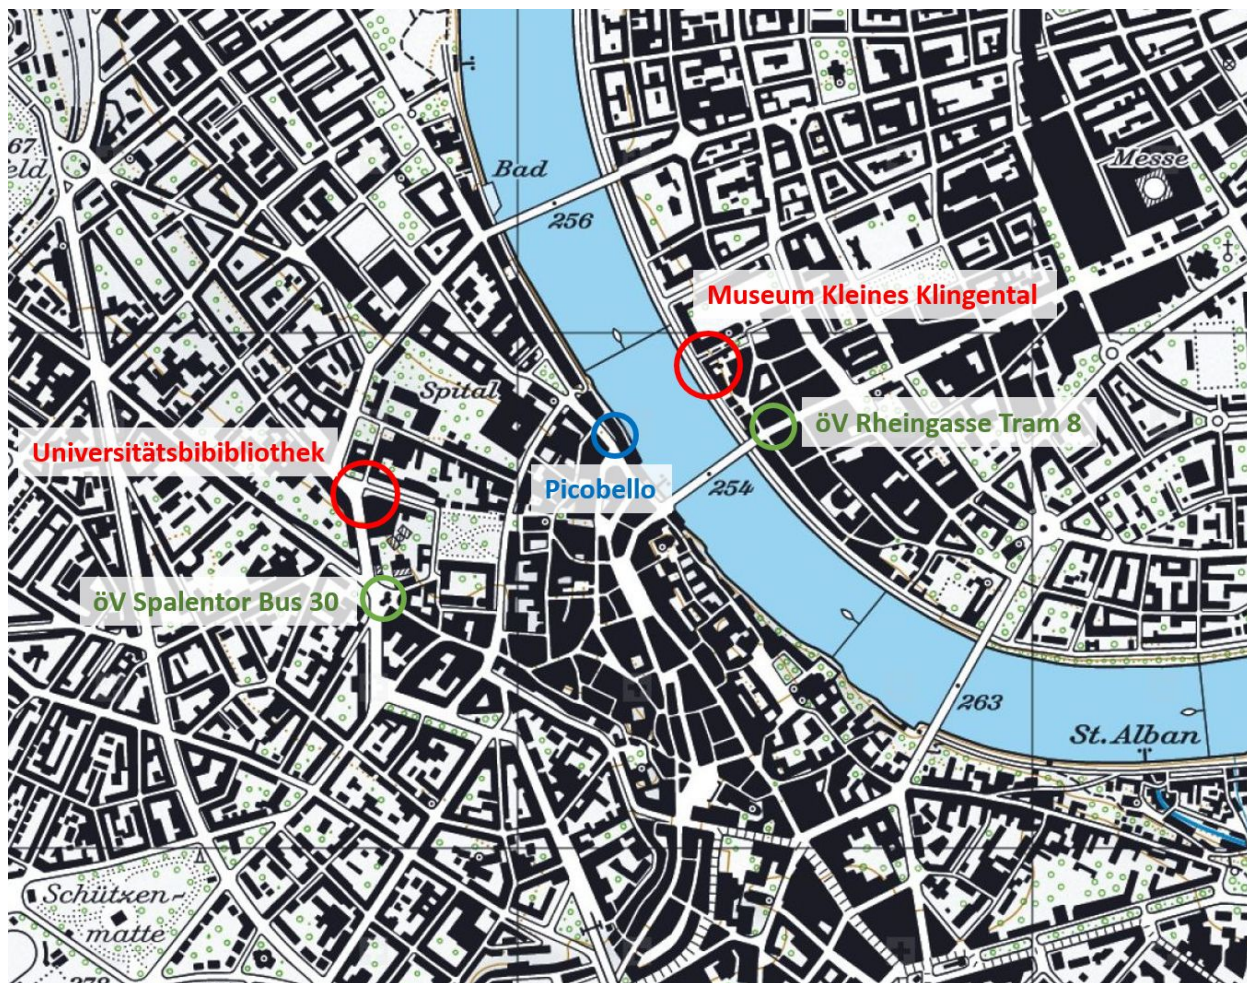 67
eld
Bad
Messe
256
Museum Kleines Klingental
Spital
öV Rheingasse Tram 8
Universitätsbibibliothek
Picobello
254
öV Spalentor Bus 30
263
St. Alban
Schützen-
matte